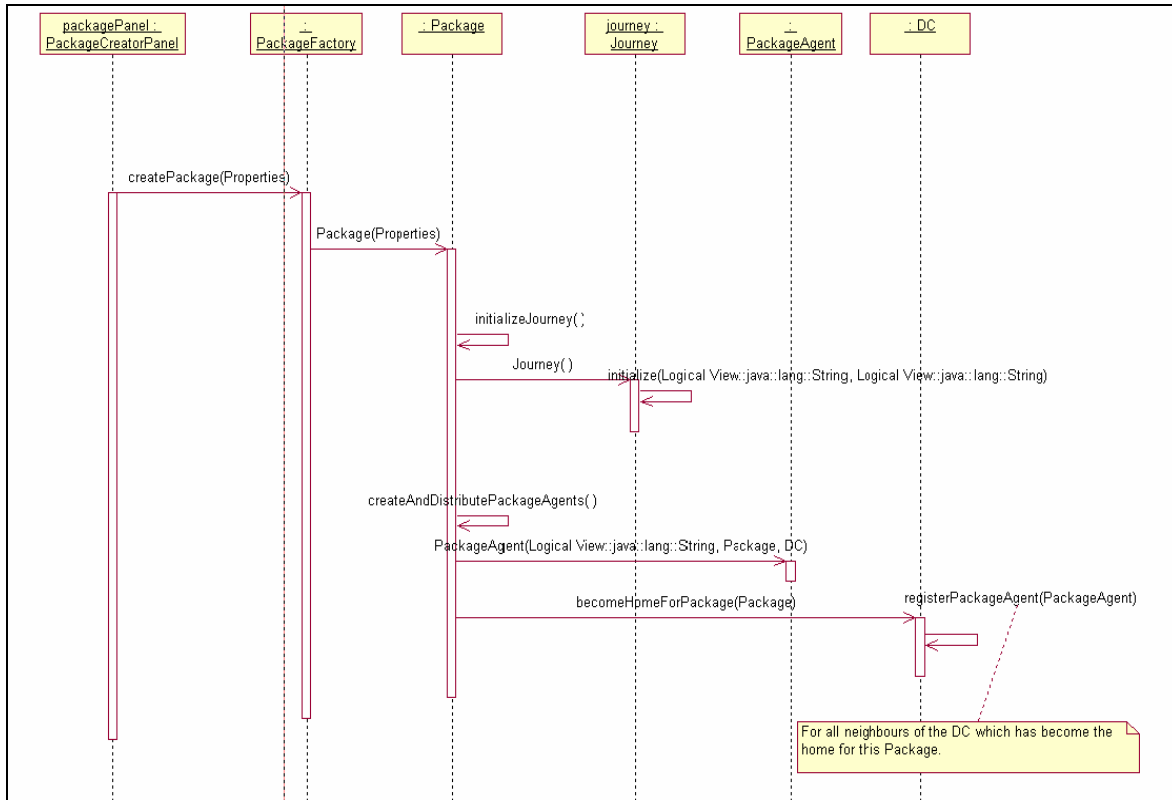 packagePanel :
PackageCreatorPanel
:
PackageFactory
: Package
journey :
Journey
:
PackageAgent
: DC
createPackage(Properties)
Package(Properties)
initializeJourney( )
Journey( )
initialize(Logical View::java::lang::String, Logical View::java::lang::String)
createAndDistributePackageAgents( )
PackageAgent(Logical View::java::lang::String, Package, DC)
becomeHomeForPackage(Package)
registerPackageAgent(PackageAgent)
For all neighbours of the DC which has become the
home for this Package.